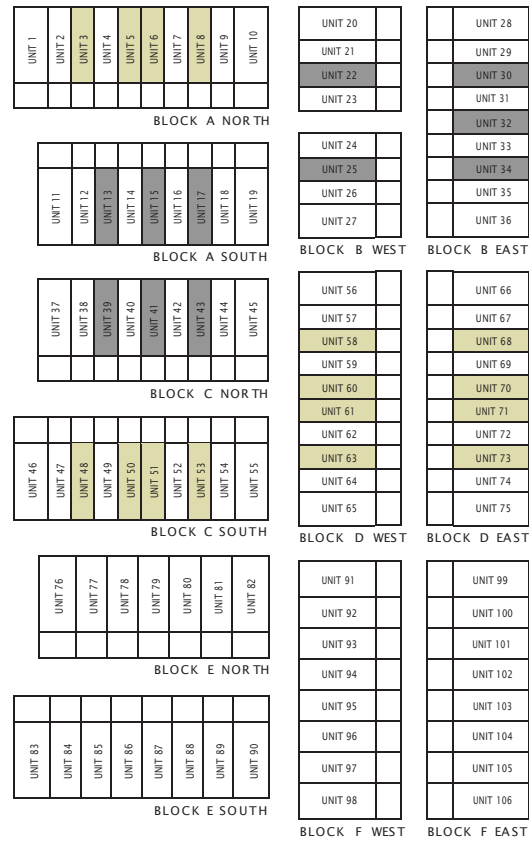 UNIT 1
UNIT 2
UNIT 3
UNIT 4
UNIT 5
UNIT 6
UNIT 7
UNIT 8
UNIT 9
UNIT 10
BLOCK A NORTH
UNIT 11
UNIT 12
UNIT 13
UNIT 14
UNIT 15
UNIT 16
UNIT 17
UNIT 18
UNIT 19
BLOCK A SOUTH
UNIT 37
UNIT 38
UNIT 39
UNIT 40
UNIT 41
UNIT 42
UNIT 43
UNIT 44
UNIT 45
BLOCK C NORTH
UNIT 46
UNIT 47
UNIT 48
UNIT 49
UNIT 50
UNIT 51
UNIT 52
UNIT 53
UNIT 54
UNIT 55
BLOCK C SOUTH
UNIT 76
UNIT 77
UNIT 78
UNIT 79
UNIT 80
UNIT 81
UNIT 82
BLOCK E NORTH
UNIT 83
UNIT 84
UNIT 85
UNIT 86
UNIT 87
UNIT 88
UNIT 89
UNIT 90
BLOCK E SOUTH
UNIT 20
UNIT 21
UNIT 22
UNIT 23
UNIT 24
UNIT 25
UNIT 26
UNIT 27
BLOCK B WEST
UNIT 56
UNIT 57
UNIT 58
UNIT 59
UNIT 60
UNIT 61
UNIT 62
UNIT 63
UNIT 64
UNIT 65
BLOCK D WEST
UNIT 91
UNIT 92
UNIT 93
UNIT 94
UNIT 95
UNIT 96
UNIT 97
UNIT 98
BLOCK F WEST
UNIT 28
UNIT 29
UNIT 30
UNIT 31
UNIT 32
UNIT 33
UNIT 34
UNIT 35
UNIT 36
BLOCK B EAST
UNIT 66
UNIT 67
UNIT 68
UNIT 69
UNIT 70
UNIT 71
UNIT 72
UNIT 73
UNIT 74
UNIT 75
BLOCK D EAST
UNIT 99
UNIT 100
UNIT 101
UNIT 102
UNIT 103
UNIT 104
UNIT 105
UNIT 106
BLOCK F EAST